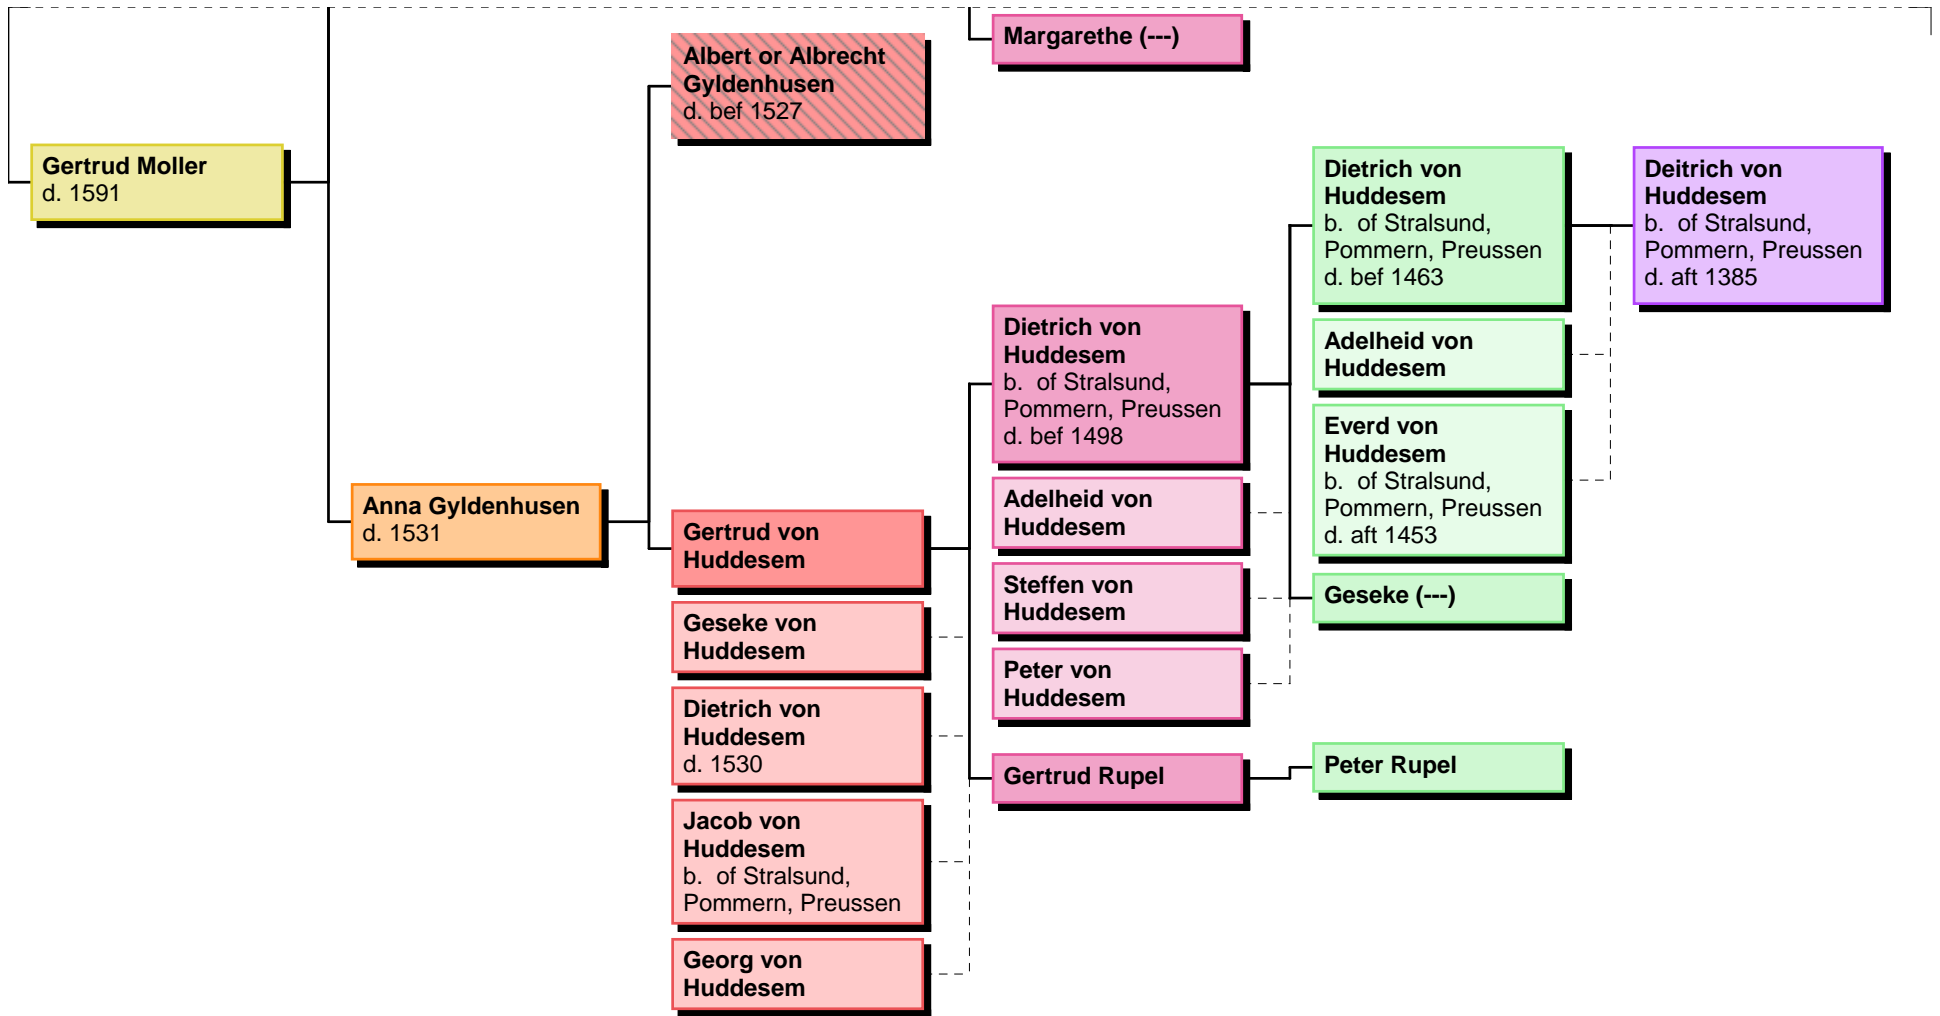 Margarethe (---)
Albert or Albrecht
Gyldenhusen
d. bef 1527
Gertrud Moller
d. 1591
Dietrich von
Huddesem
b.  of Stralsund,
Pommern, Preussen
d. bef 1463
Deitrich von
Huddesem
b.  of Stralsund,
Pommern, Preussen
d. aft 1385
Dietrich von
Huddesem
b.  of Stralsund,
Pommern, Preussen
d. bef 1498
Adelheid von
Huddesem
Everd von
Huddesem
b.  of Stralsund,
Pommern, Preussen
d. aft 1453
Anna Gyldenhusen
d. 1531
Adelheid von
Huddesem
Gertrud von
Huddesem
Steffen von
Huddesem
Geseke (---)
Geseke von
Huddesem
Peter von
Huddesem
Dietrich von
Huddesem
d. 1530
Gertrud Rupel
Peter Rupel
Jacob von
Huddesem
b.  of Stralsund,
Pommern, Preussen
Georg von
Huddesem